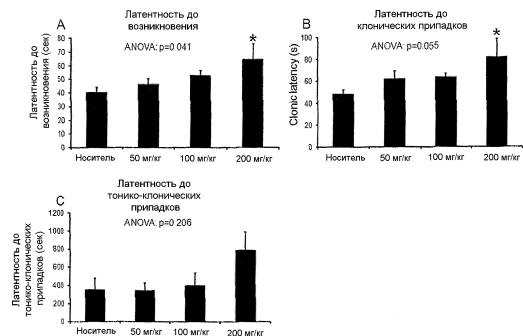 A
Латентность до
возникновения
ANOVA: p=0 041
*
Латентность до
возникновения (сек)
80
70
60
50
40
30
20
10
0
Носитель 50 мг/кг 100 мг/кг 200 мг/кг
B
Латентность до
клонических припадков
ANOVA: p=0.055
*
Clonic latency (s)
100
80
60
40
20
0
Носитель 50 мг/кг 100 мг/кг 200 мг/кг
C
Латентность до
тонико-клонических
припадков
ANOVA: p=0 206
Латентность до
тонико-клонических
припадков (сек)
1200
1000
800
600
400
200
0
Носитель 50 мг/кг 100 мг/кг 200 мг/кг